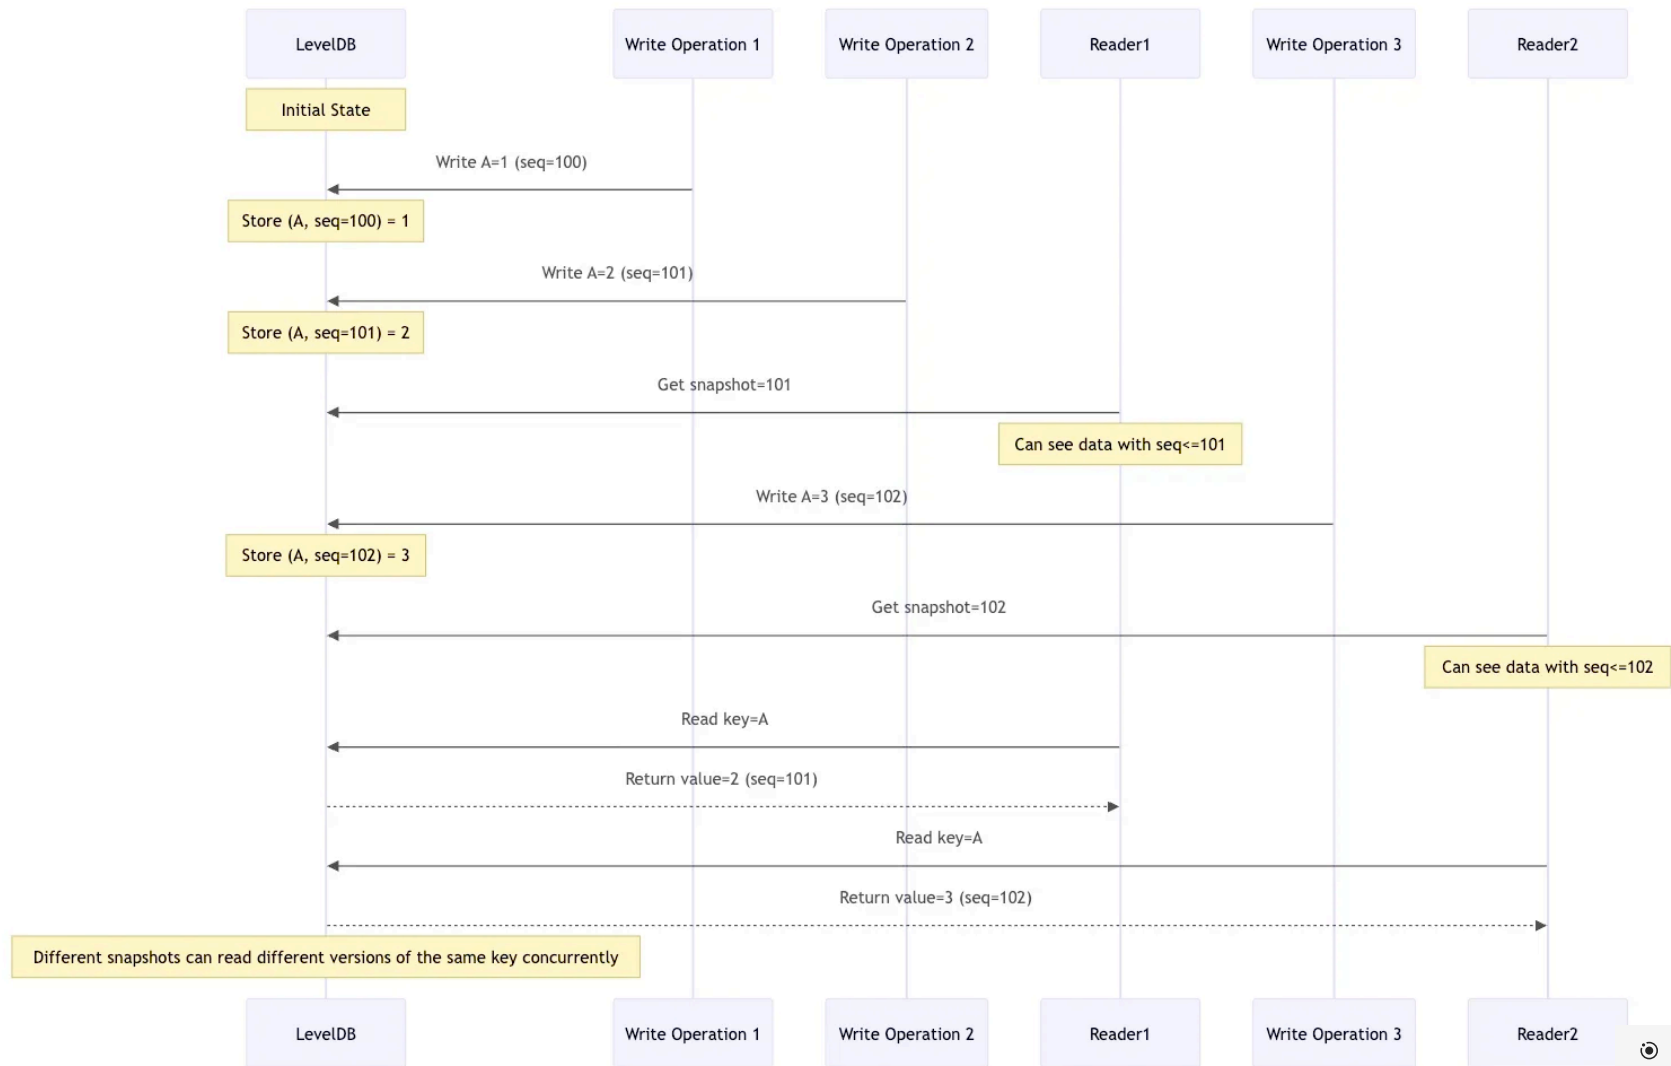 LevelDB
Write Operation 1
Write Operation 2
Reader1
Write Operation 3
Reader2
Initial State
Write A=1 (seq=100)
Store (A, seq=100) = 1
Write A=2 (seq=101)
Store (A, seq=101) = 2
Get snapshot=101
Can see data with seq<=101
Write A=3 (seq=102)
Store (A, seq=102) = 3
Get snapshot=102
Can see data with seq<=102
Read key=A
Return value=2 (seq=101)
Read key=A
Return value=3 (seq=102)
Different snapshots can read different versions of the same key concurrently
LevelDB
Write Operation 1
Write Operation 2
Reader1
Write Operation 3
Reader2